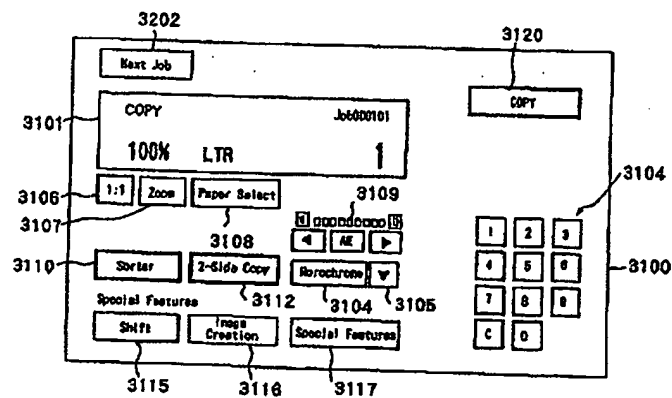 3202
3120
Next Job
COPY
3101
COPY
Job000101
100% LTR 1
3106
1:1
Zoom
Paper Select
3109
3104
3107
3108
AE
1 2 3
3110
Sorter
2-Side Copy
Monochrome
4 5 6
3100
3112
3104
3105
Special Features
7 8 9
Shift
Image Creation
Special Features
C 0
3115
3116
3117